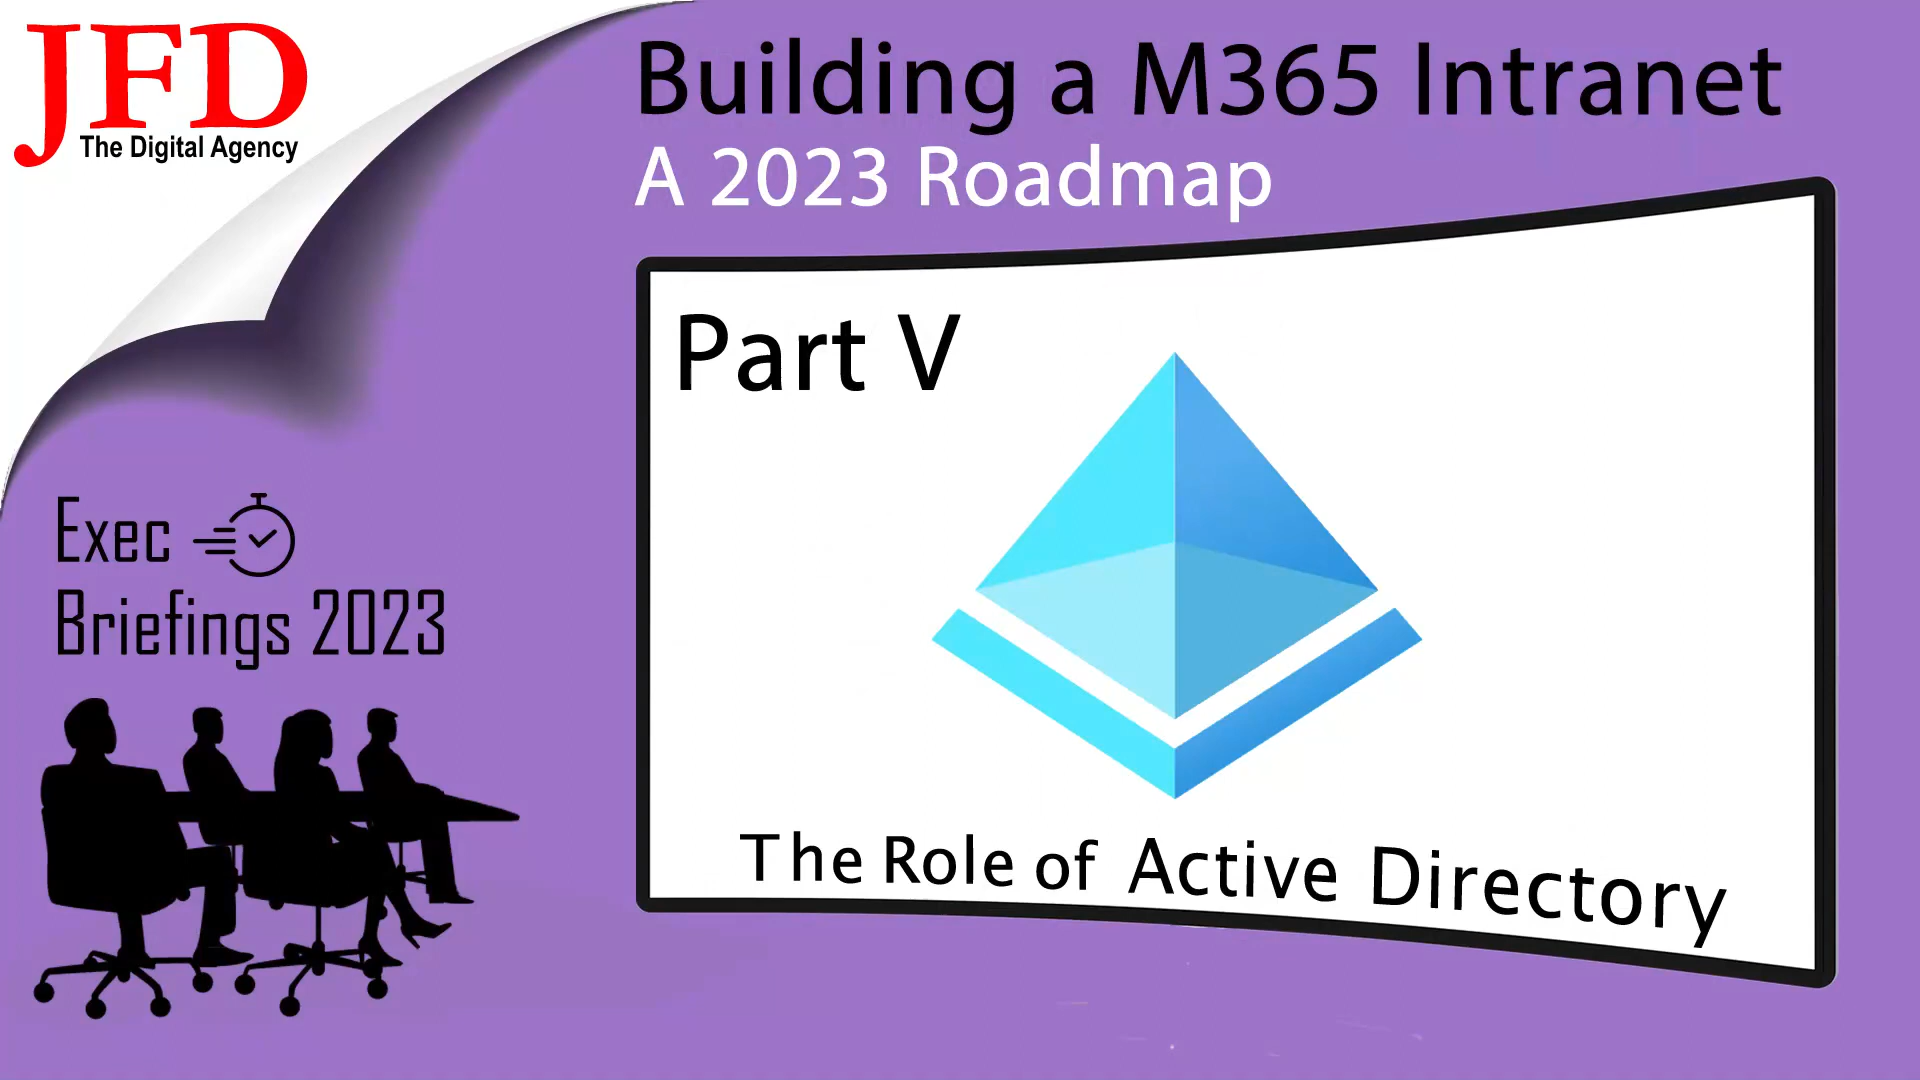 JFD
The Digital Agency
Building a M365 Intranet
A 2023 Roadmap
Part V
Exec
Briefings 2023
The Role of Active Directory